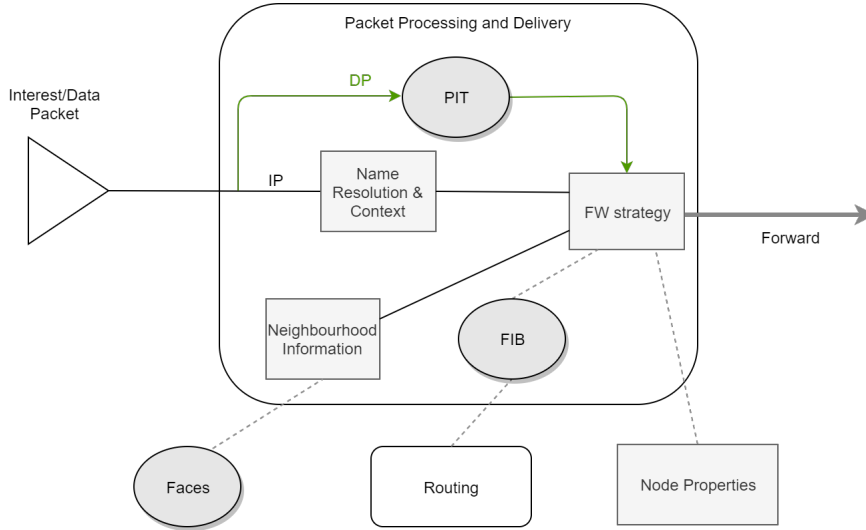 Packet Processing and Delivery
DP
PIT
Interest/Data
Packet
IP
Name
Resolution &
Context
FW strategy
Forward
Neighbourhood
Information
FIB
Faces
Routing
Node Properties